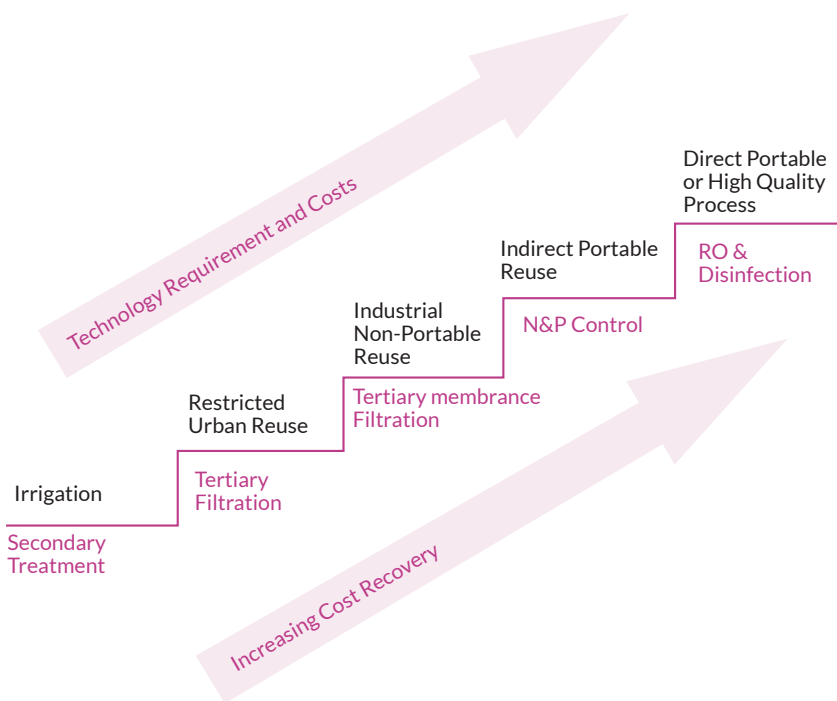 Technology Requirement and Costs
Direct Portable
or High Quality
Process
RO &
Disinfection
Indirect Portable
Reuse
N&P Control
Industrial
Non-Portable
Reuse
Tertiary membrance
Filtration
Restricted
Urban Reuse
Tertiary
Filtration
Irrigation
Secondary
Treatment
Increasing Cost Recovery